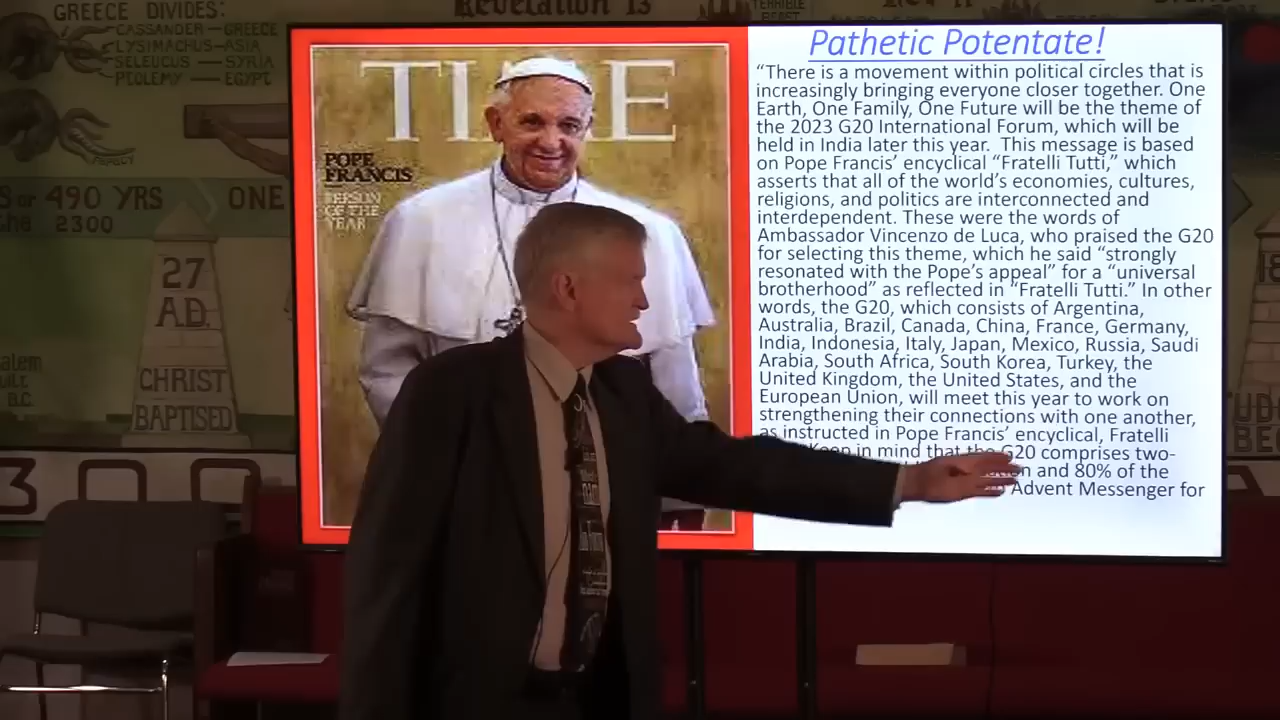 GREECE DIVIDES:
CASSANDER-GREECE
LYSIMACHUS-ASIA
SELEUCUS-SYRIA
PTOLEMY-EGYPT
Revelation 13
TERRIBLE
BEAST
490 YRS
ONE
2300
27
A.D.
CHRIST
BAPTISED
TIME
POPE
FRANCIS
PERSON
OF THE
YEAR
Pathetic Potentate!
“There is a movement within political circles that is
increasingly bringing everyone closer together. One
Earth, One Family, One Future will be the theme of
the 2023 G20 International Forum, which will be
held in India later this year. This message is based
on Pope Francis’ encyclical “Fratelli Tutti,” which
asserts that all of the world’s economies, cultures,
religions, and politics are interconnected and
interdependent. These were the words of
Ambassador Vincenzo de Luca, who praised the G20
for selecting this theme, which he said “strongly
resonated with the Pope’s appeal” for a “universal
brotherhood” as reflected in “Fratelli Tutti.” In other
words, the G20, which consists of Argentina,
Australia, Brazil, Canada, China, France, Germany,
India, Indonesia, Italy, Japan, Mexico, Russia, Saudi
Arabia, South Africa, South Korea, Turkey, the
United Kingdom, the United States, and the
European Union, will meet this year to work on
strengthening their connections with one another,
as instructed in Pope Francis’ encyclical, Fratelli
Keep in mind that the G20 comprises two-
and 80% of the
Advent Messenger for